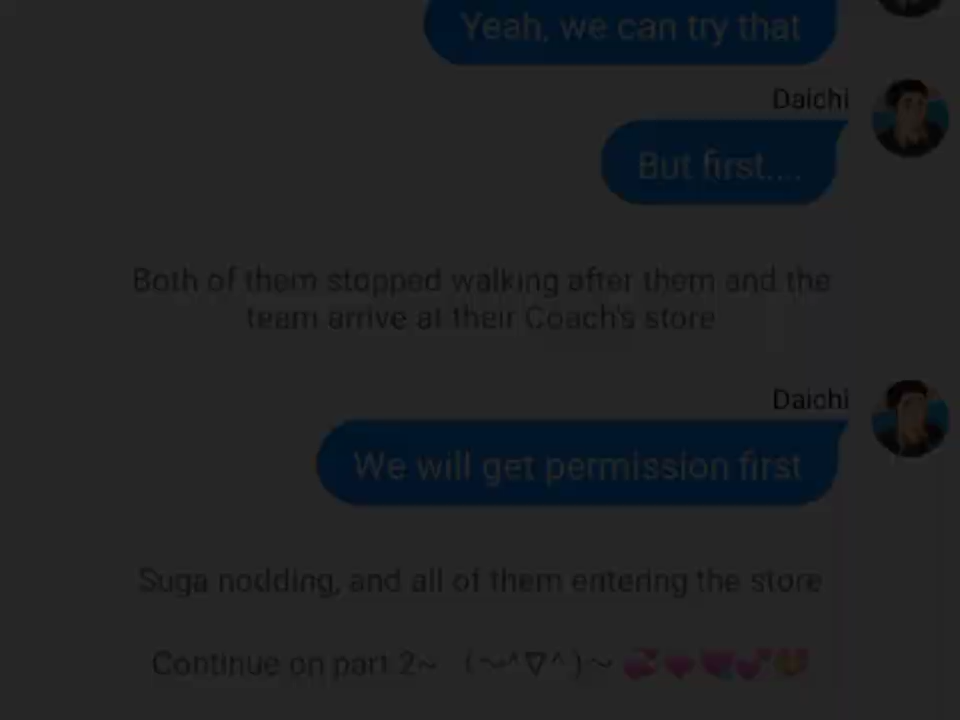 Yeah, we can try that
Daichi
But first....
Both of them stopped walking after them and the
team arrive at their Coach's store
Daichi
We will get permission first
Suga nodding, and all of them entering the store
Continue on part 2~ (~^∇^)~ 💞💗💓💕💝